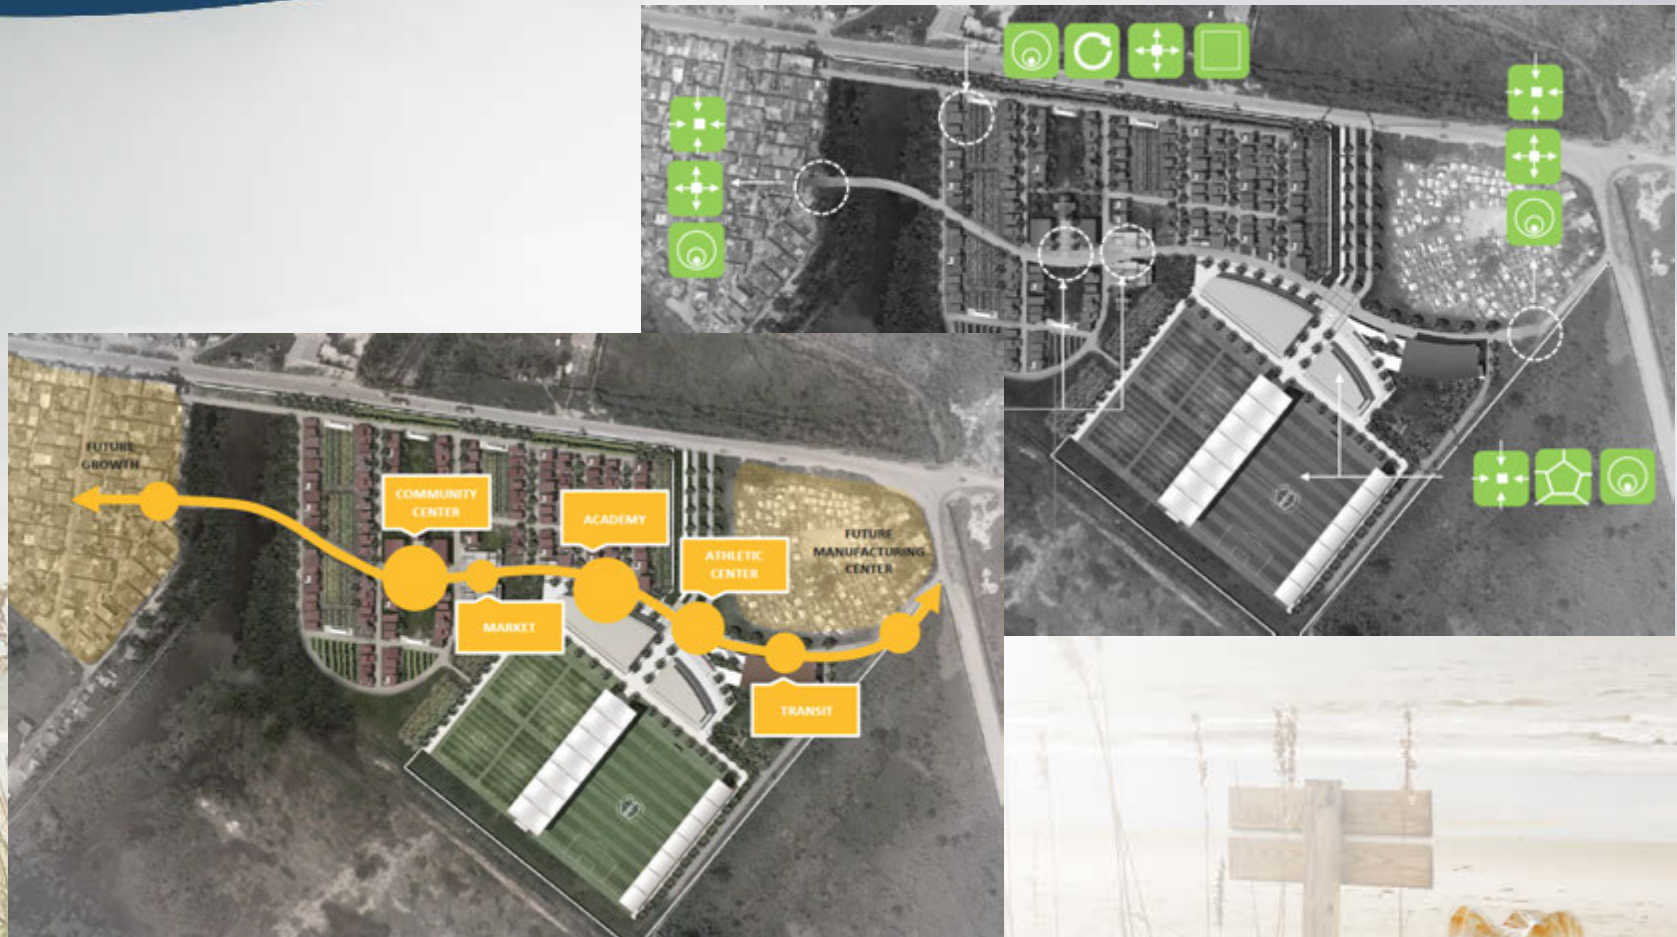 FUTURE
GROWTH
COMMUNITY
CENTER
ACADEMY
ATHLETIC
CENTER
FUTURE
MANUFACTURING
CENTER
MARKET
TRANSIT